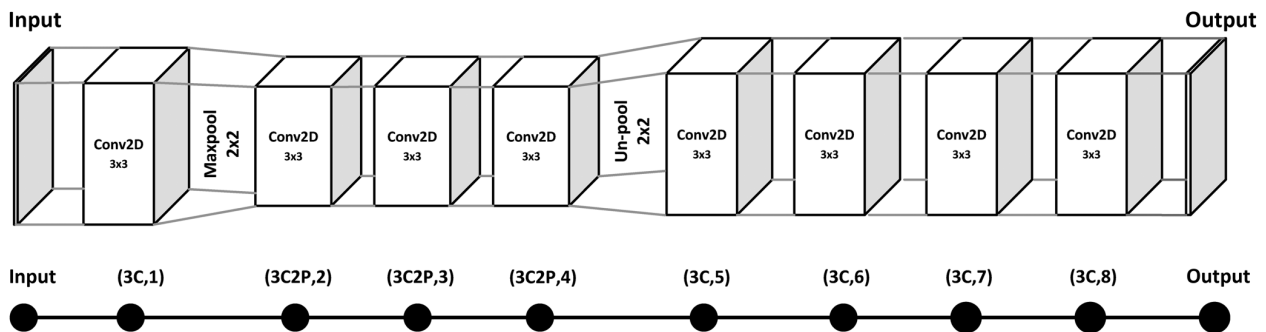 Input
Output
Conv2D
3x3
Maxpool
2x2
Conv2D
3x3
Conv2D
3x3
Conv2D
3x3
Un-pool
2x2
Conv2D
3x3
Conv2D
3x3
Conv2D
3x3
Conv2D
3x3
Input (3C,1) (3C2P,2) (3C2P,3) (3C2P,4) (3C,5) (3C,6) (3C,7) (3C,8) Output